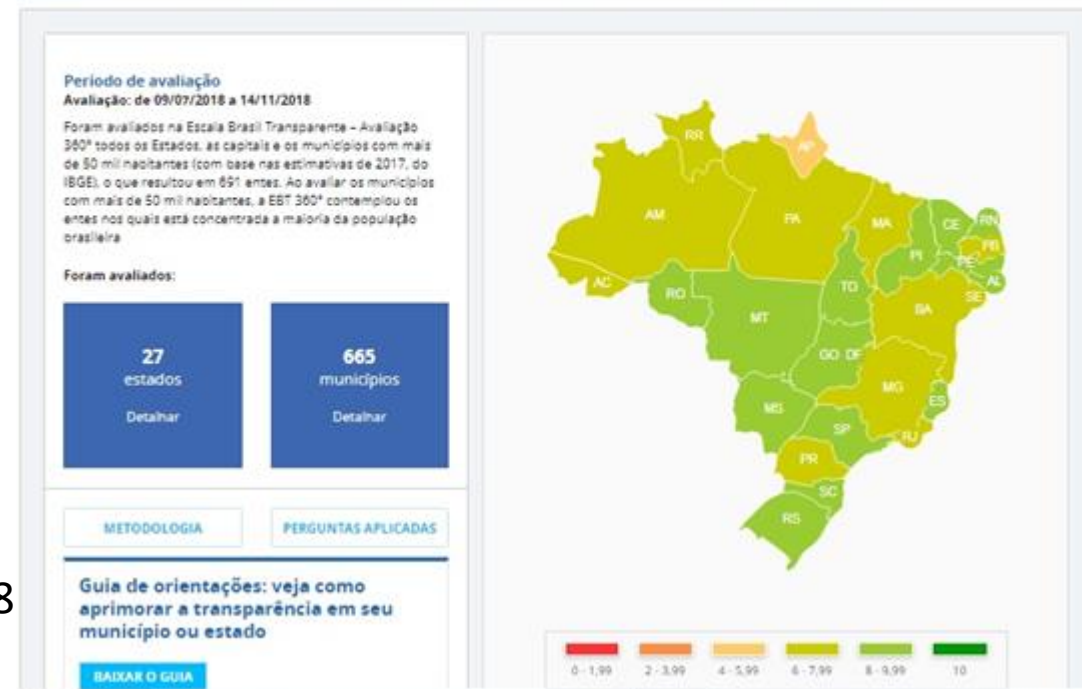 Período de avaliação
Avaliação: de 09/07/2018 a 14/11/2018
Foram avaliados na Escala Brasil Transparente – Avaliação
360° todos os Estados, as capitais e os municípios com mais
de 50 mil habitantes (com base nas estimativas de 2017, do
IBGE), o que resultou em 691 entes. Ao avaliar os municípios
com mais de 50 mil habitantes, a EBT 360° contemplou os
entes nos quais está concentrada a maioria da população
brasileira
Foram avaliados:
27
estados
Detalhar
665
municípios
Detalhar
METODOLOGIA
PERGUNTAS APLICADAS
8
Guia de orientações: veja como
aprimorar a transparência em seu
município ou estado
BAIXAR O GUIA
RR
AP
AM
PA
MA
CE
RN
PB
PI
PE
AL
SE
AC
RO
TO
BA
MT
GO DF
MG
ES
MS
SP
RJ
PR
SC
RS
0 - 1,99
2 - 3,99
4 - 5,99
6 - 7,99
8 - 9,99
10